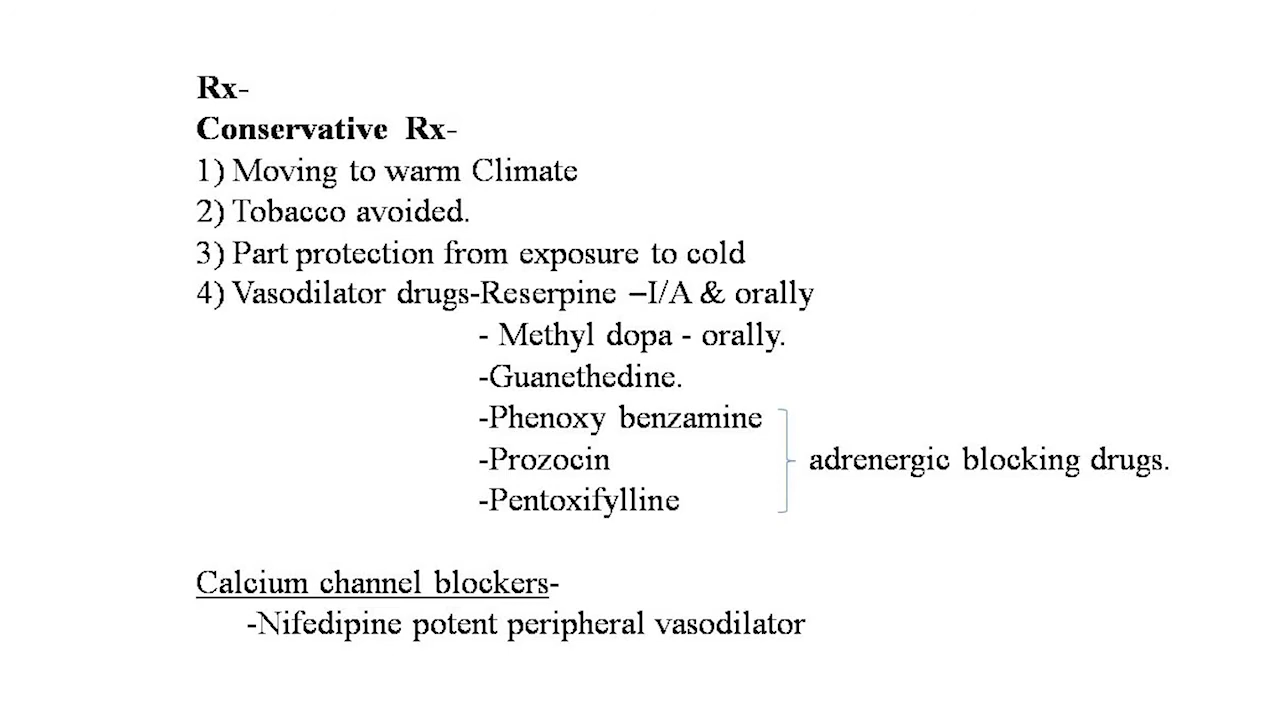 Rx-
Conservative Rx-
1) Moving to warm Climate
2) Tobacco avoided.
3) Part protection from exposure to cold
4) Vasodilator drugs-Reserpine –I/A & orally
- Methyl dopa - orally.
-Guanethedine.
-Phenoxy benzamine
-Prozocin
adrenergic blocking drugs.
-Pentoxifylline
Calcium channel blockers-
-Nifedipine potent peripheral vasodilator